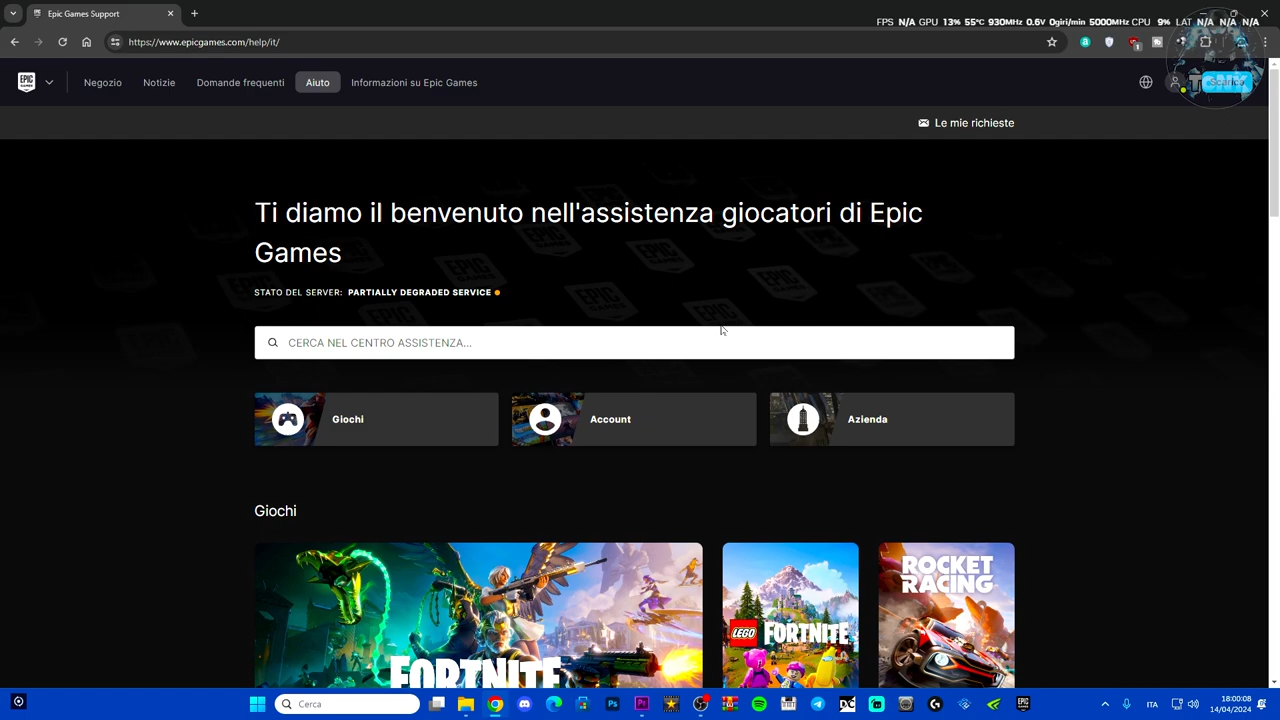 Epic Games Support
FPS N/A GPU 13% 55°C 930MHz 0.6V 0giri/min 5000MHz CPU 9% LAT N/A N/A N/A
https://www.epicgames.com/help/it/
EPIC GAMES
Negozio
Notizie
Domande frequenti
Aiuto
Informazioni su Epic Games
Scarica
Le mie richieste
Ti diamo il benvenuto nell'assistenza giocatori di Epic
Games
STATO DEL SERVER: PARTIALLY DEGRADED SERVICE
CERCA NEL CENTRO ASSISTENZA...
Giochi
Account
Azienda
Giochi
FORTNITE
LEGO FORTNITE
ROCKET
RACING
Cerca
ITA
18:00:08
14/04/2024